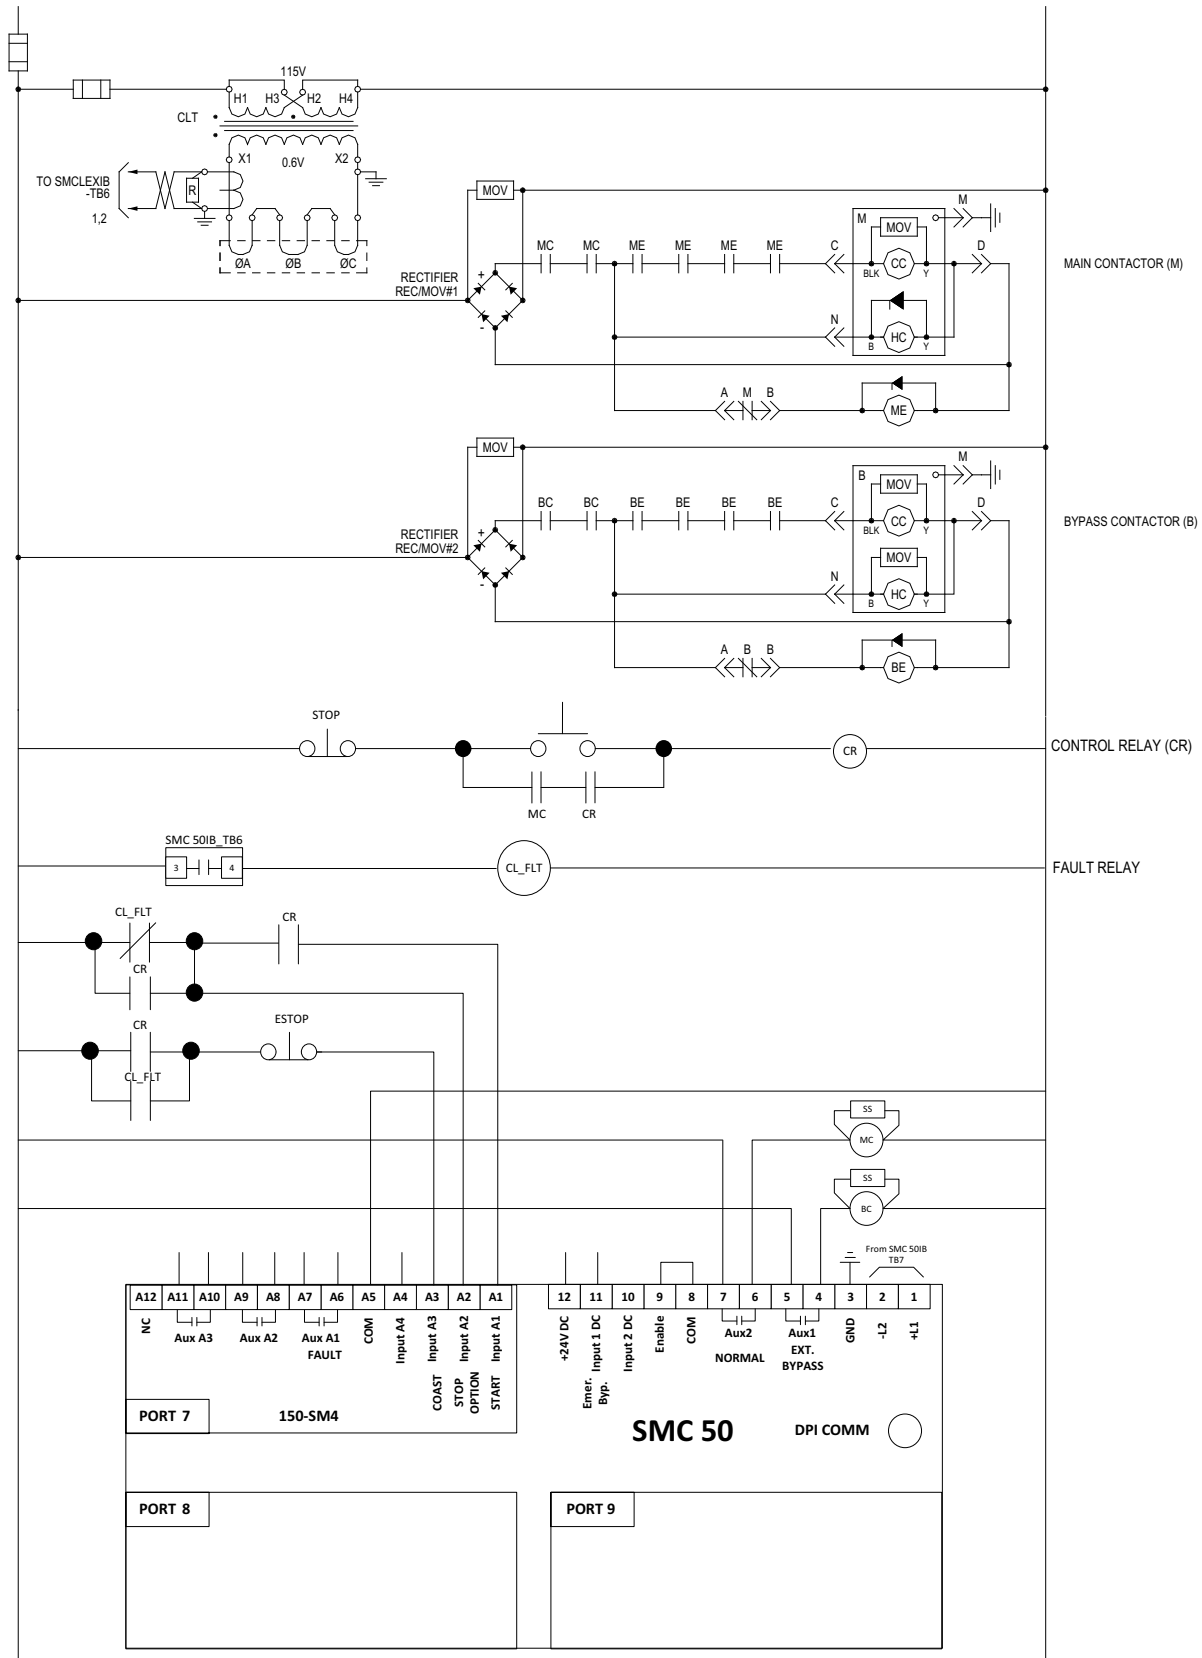 115V
H1 H3 H2 H4
CLT
X1 0.6V X2
TO SMCLEXIB
-TB6
1,2
R
ØA ØB ØC
MOV
M
M
MOV
MC MC ME ME ME ME C CC D
BLK Y
MAIN CONTACTOR (M)
RECTIFIER
REC/MOV#1
+
-
N HC
B Y
A M B
ME
MOV
M
B
MOV
BC BC BE BE BE BE C CC D
BLK Y
BYPASS CONTACTOR (B)
RECTIFIER
REC/MOV#2
+
-
MOV
N HC
B Y
A B B
BE
STOP
CR
CONTROL RELAY (CR)
MC CR
SMC 50IB_TB6
3 4
CL_FLT
FAULT RELAY
CL_FLT
CR
CR
CR
ESTOP
CL_FLT
SS
MC
SS
BC
From SMC 50IB
TB7
A12 A11 A10 A9 A8 A7 A6 A5 A4 A3 A2 A1
NC
Aux A3
Aux A2
Aux A1
FAULT
COM
Input A4
Input A3
COAST
Input A2
STOP
OPTION
Input A1
START
12 11 10 9 8 7 6 5 4 3 2 1
+24V DC
Input 1 DC
Emer.
Byp.
Input 2 DC
Enable
COM
Aux2
NORMAL
Aux1
EXT.
BYPASS
GND
-L2
+L1
PORT 7
150-SM4
SMC 50
DPI COMM
PORT 8
PORT 9